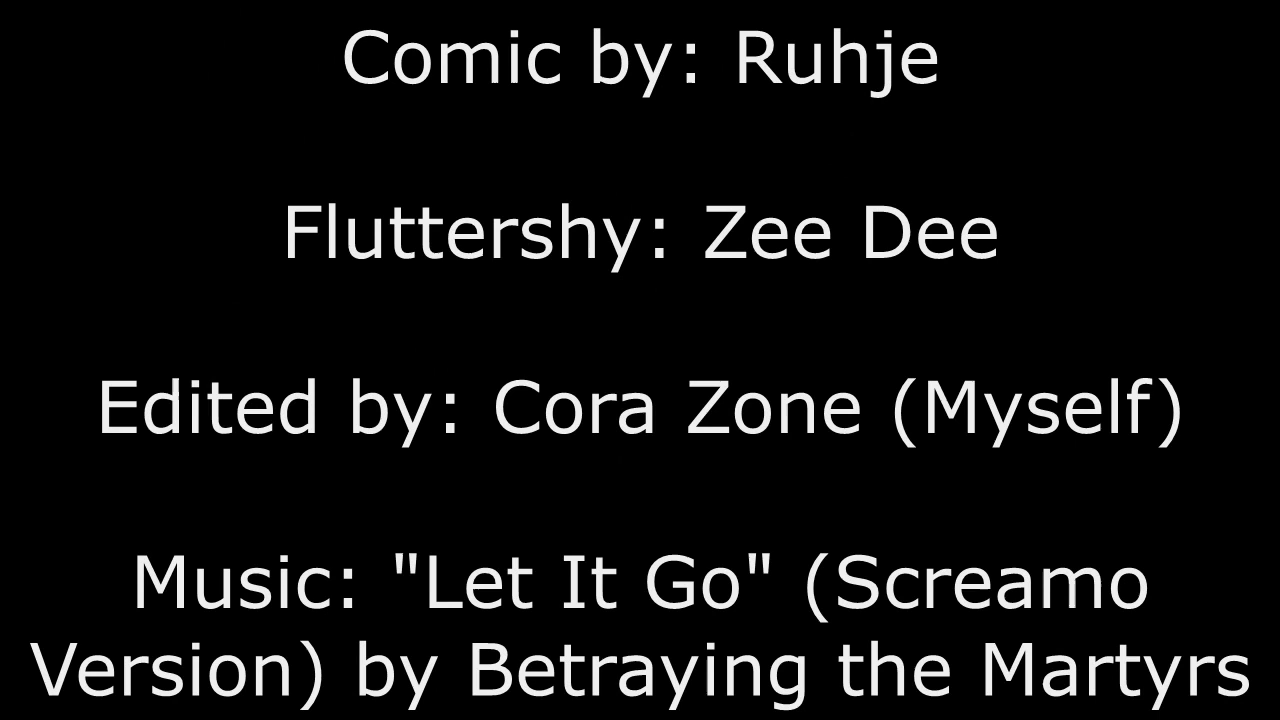 Comic by: Ruhje
Fluttershy: Zee Dee
Edited by: Cora Zone (Myself)
Music: "Let It Go" (Screamo
Version) by Betraying the Martyrs